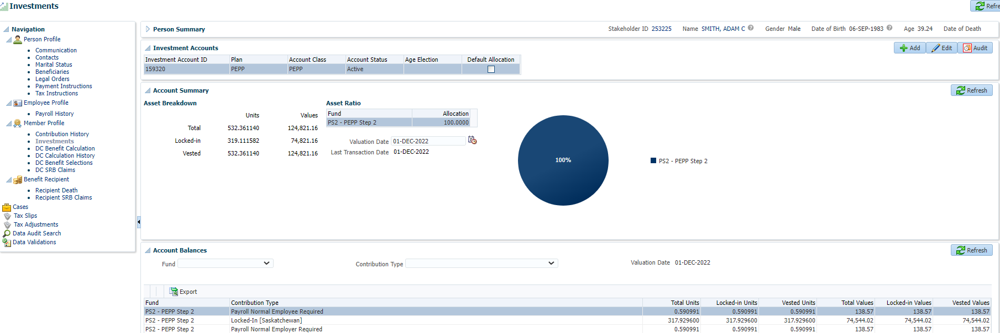 Investments
Refre
Navigation
Person Profile
Communication
Contacts
Marital Status
Beneficiaries
Legal Orders
Payment Instructions
Tax Instructions
Employee Profile
Payroll History
Member Profile
Contribution History
Investments
DC Benefit Calculation
DC Calculation History
DC Benefit Selections
DC SRB Claims
Benefit Recipient
Recipient Death
Recipient SRB Claims
Cases
Tax Slips
Tax Adjustments
Data Audit Search
Data Validations
Person Summary Stakeholder ID 253225 Name SMITH, ADAM C Gender Male Date of Birth 06-SEP-1983 Age 39.24 Date of Death
Investment Accounts Add Edit Audit
Investment Account ID Plan Account Class Account Status Age Election Default Allocation
159320 PEPP PEPP Active
Account Summary Refresh
Asset Breakdown
Units Values
Total 532.361140 124,821.16
Locked-in 319.111582 74,821.16
Vested 532.361140 124,821.16
Asset Ratio
Fund Allocation
PS2 - PEPP Step 2 100.0000
Valuation Date 01-DEC-2022
Last Transaction Date 01-DEC-2022
100%
PS2 - PEPP Step 2
Account Balances Refresh
Fund Contribution Type Valuation Date 01-DEC-2022
Export
Fund Contribution Type Total Units Locked-in Units Vested Units Total Values Locked-in Values Vested Values
PS2 - PEPP Step 2 Payroll Normal Employee Required 0.590991 0.590991 0.590991 138.57 138.57 138.57
PS2 - PEPP Step 2 Locked-In [Saskatchewan] 317.929600 317.929600 317.929600 74,544.02 74,544.02 74,544.02
PS2 - PEPP Step 2 Payroll Normal Employer Required 0.590991 0.590991 0.590991 138.57 138.57 138.57